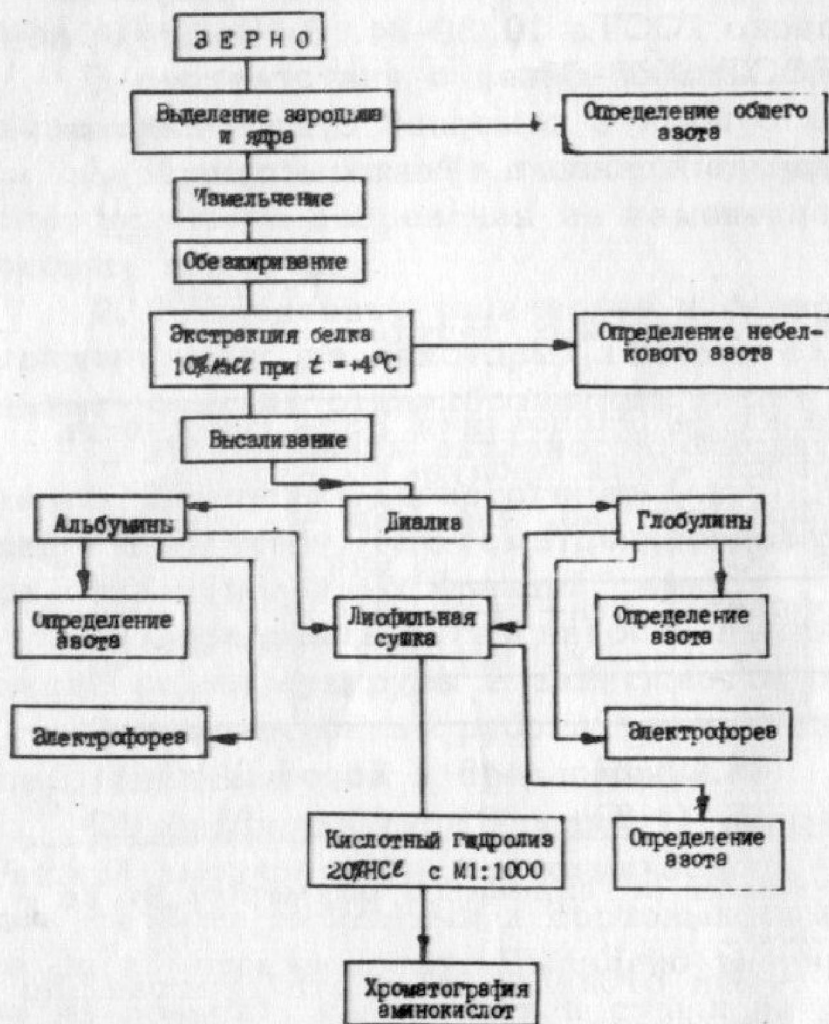 ЗЕРНО
Выделение зародыша
и ядра
Определение общего
азота
Измельчение
Обезжиривание
Экстракция белка
10% NaCl при t = +4°C
Определение небел-
кового азота
Высаливание
Альбумины
Диализ
Глобулины
Определение
азота
Лиофильная
сушка
Определение
азота
Электрофорез
Электрофорез
Кислотный гидролиз
20% HCl с М1:1000
Определение
азота
Хроматография
аминокислот